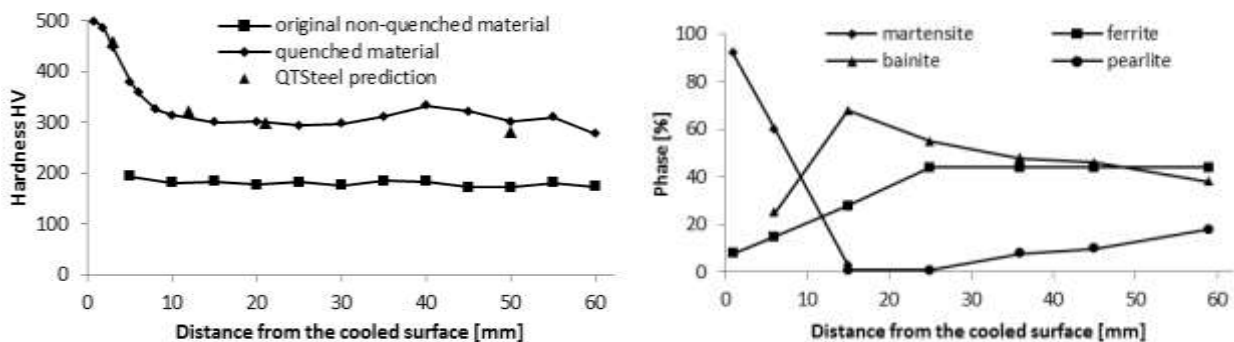 Hardness HV
500
400
300
200
100
0
original non-quenched material
quenched material
QTSteel prediction
0 10 20 30 40 50 60
Distance from the cooled surface [mm]
Phase [%]
100
80
60
40
20
0
martensite ferrite
bainite pearlite
0 10 20 30 40 50 60
Distance from the cooled surface [mm]